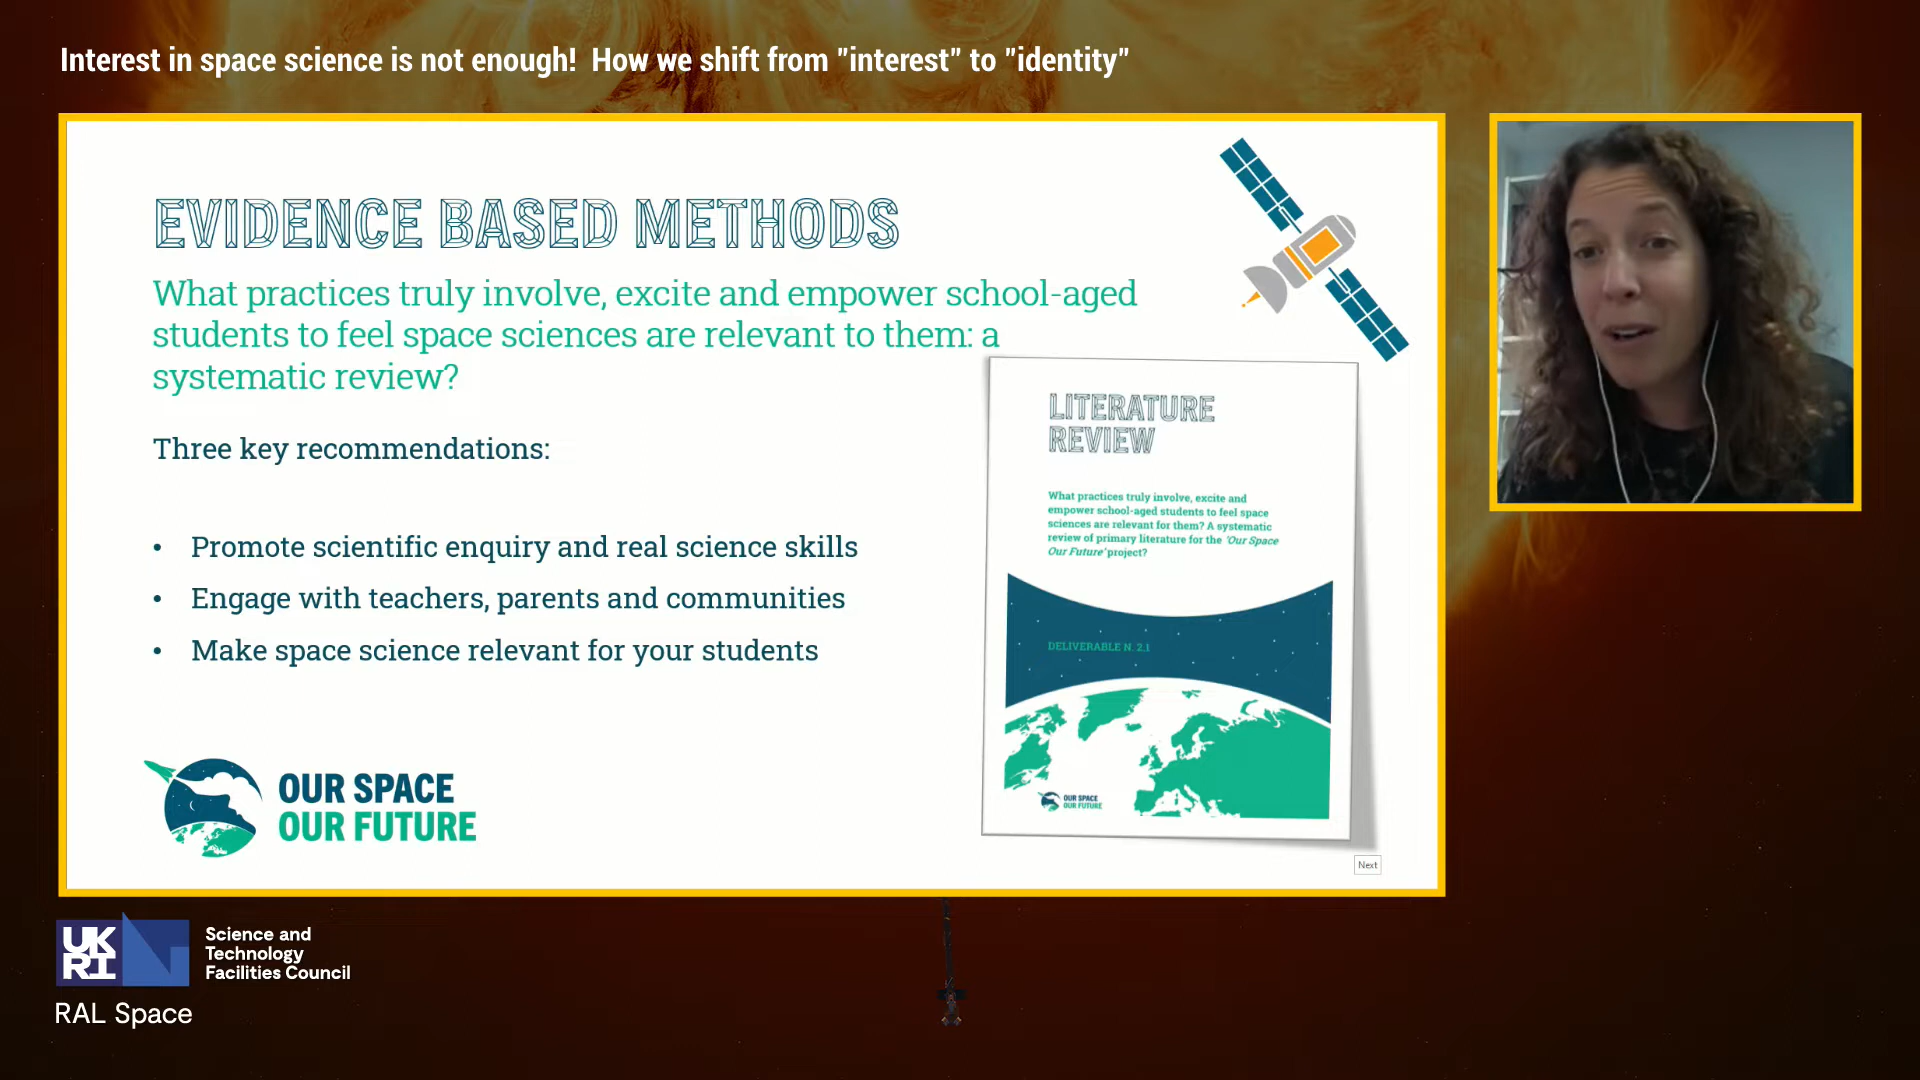 Interest in space science is not enough!  How we shift from "interest" to "identity"
EVIDENCE BASED METHODS
What practices truly involve, excite and empower school-aged
students to feel space sciences are relevant to them: a
systematic review?
Three key recommendations:
• Promote scientific enquiry and real science skills
• Engage with teachers, parents and communities
• Make space science relevant for your students
LITERATURE
REVIEW
What practices truly involve, excite and
empower school-aged students to feel space
sciences are relevant for them? A systematic
review of primary literature for the 'Our Space
Our Future' project?
DELIVERABLE N. 2.1
OUR SPACE
OUR FUTURE
OUR SPACE
OUR FUTURE
Next
UK
RI
Science and
Technology
Facilities Council
RAL Space